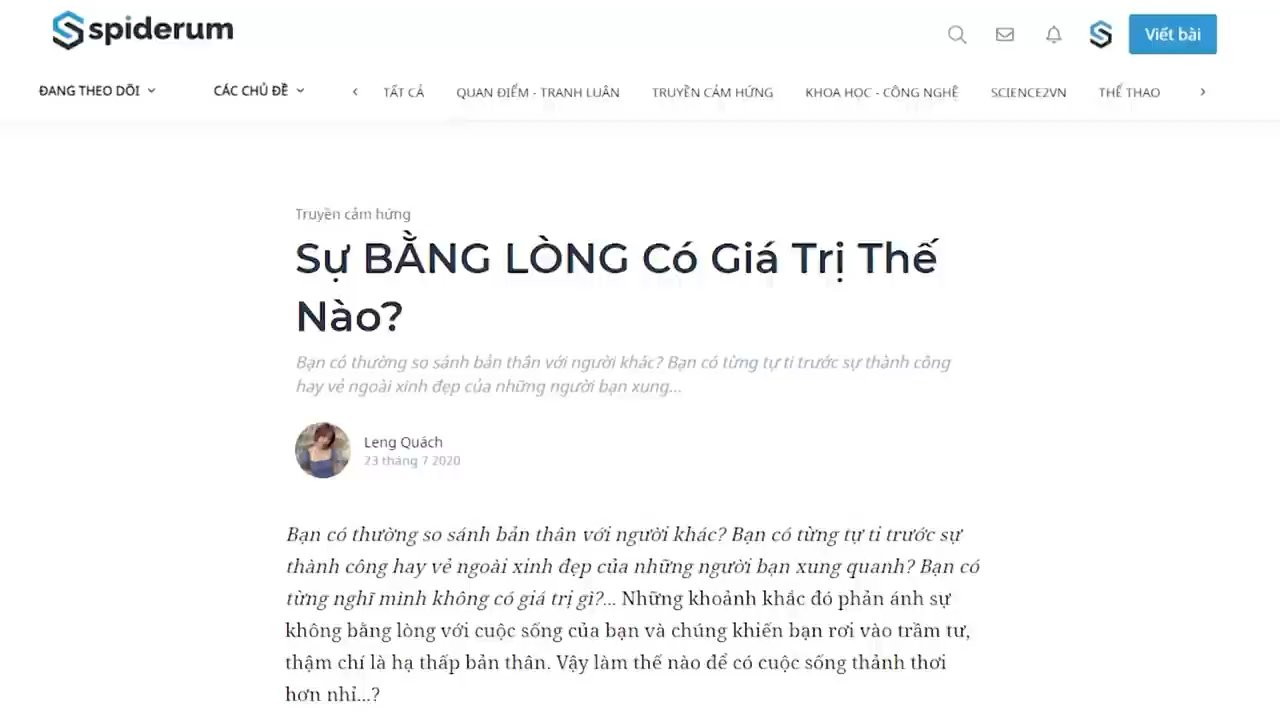 spiderum
Viết bài
ĐANG THEO DÕI
CÁC CHỦ ĐỀ
TẤT CẢ
QUAN ĐIỂM - TRANH LUẬN
TRUYỀN CẢM HỨNG
KHOA HỌC - CÔNG NGHỆ
SCIENCE2VN
THỂ THAO
Truyền cảm hứng
Sự BẰNG LÒNG Có Giá Trị Thế
Nào?
Bạn có thường so sánh bản thân với người khác? Bạn có từng tự ti trước sự thành công
hay vẻ ngoài xinh đẹp của những người bạn xung...
Leng Quách
23 tháng 7 2020
Bạn có thường so sánh bản thân với người khác? Bạn có từng tự ti trước sự
thành công hay vẻ ngoài xinh đẹp của những người bạn xung quanh? Bạn có
từng nghĩ mình không có giá trị gì?... Những khoảnh khắc đó phản ánh sự
không bằng lòng với cuộc sống của bạn và chúng khiến bạn rơi vào trầm tư,
thậm chí là hạ thấp bản thân. Vậy làm thế nào để có cuộc sống thảnh thơi
hơn nhỉ...?